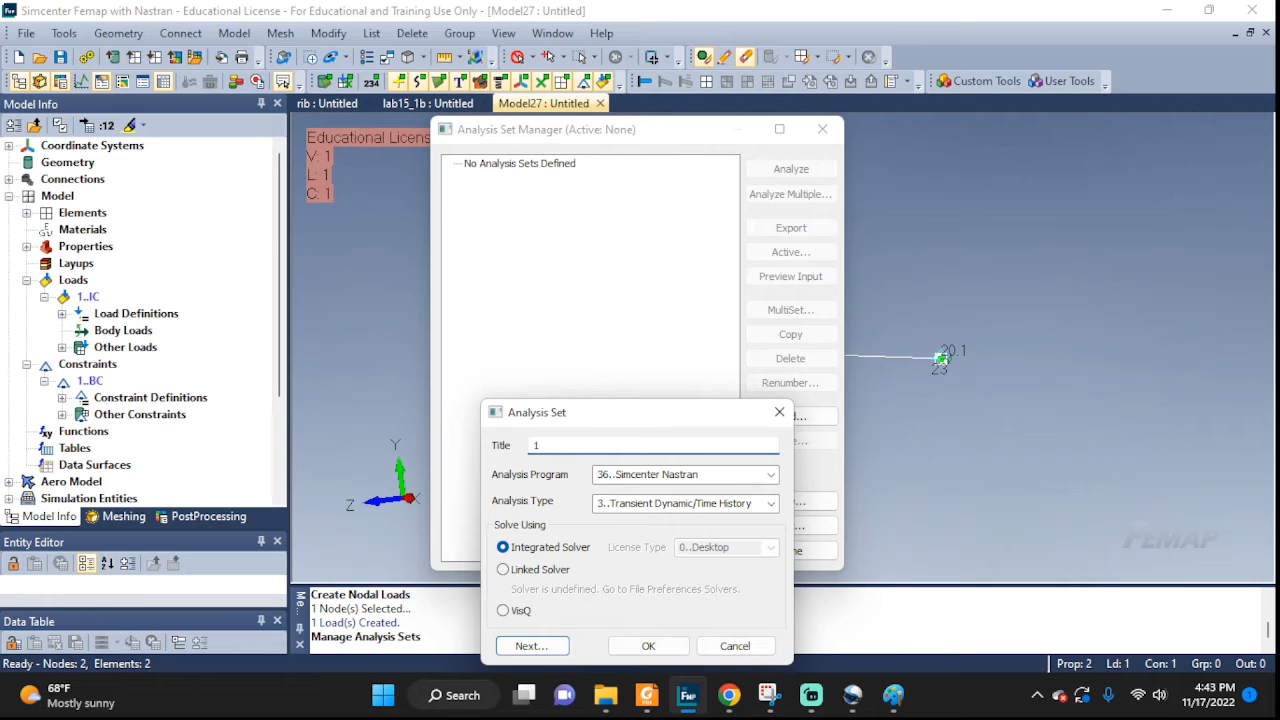 Simcenter Femap with Nastran - Educational License - For Educational and Training Use Only - [Model27 : Untitled]
File Tools Geometry Connect Model Mesh Modify List Delete Group View Window Help
:12
234
Custom Tools User Tools
Model Info
rib : Untitled lab15_1b : Untitled Model27 : Untitled
Educational License
V: 1
L: 1
C: 1
Coordinate Systems
Geometry
Connections
Model
Elements
Materials
Properties
Layups
Loads
1..IC
Load Definitions
Body Loads
Other Loads
Constraints
1..BC
Constraint Definitions
Other Constraints
Functions
Tables
Data Surfaces
Aero Model
Simulation Entities
Model Info Meshing PostProcessing
Entity Editor
Data Table
Analysis Set Manager (Active: None)
No Analysis Sets Defined
Analyze
Analyze Multiple...
Export
Active...
Preview Input
MultiSet...
Copy
Delete
Renumber...
Analysis Set
Title 1
Analysis Program 36..Simcenter Nastran
Analysis Type 3..Transient Dynamic/Time History
Solve Using
Integrated Solver License Type 0..Desktop
Linked Solver
Solver is undefined. Go to File Preferences Solvers.
VisQ
Next... OK Cancel
Y
Z
X
20.1
23
FEMAP
Create Nodal Loads
1 Node(s) Selected...
1 Load(s) Created.
Manage Analysis Sets
Ready - Nodes: 2, Elements: 2
Prop: 2 Ld: 1 Con: 1 Grp: 0 Out: 0
68°F
Mostly sunny
Search
FMP
4:43 PM
11/17/2022